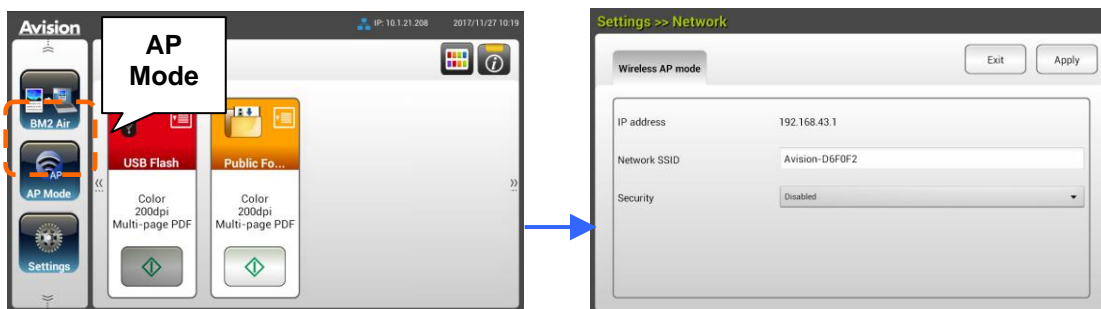 Avision
IP: 10.1.21.208 2017/11/27 10:19
AP
Mode
BM2 Air
AP
AP Mode
Settings
USB Flash
Color
200dpi
Multi-page PDF
Public Fo...
Color
200dpi
Multi-page PDF
Settings >> Network
Wireless AP mode
Exit
Apply
IP address 192.168.43.1
Network SSID Avision-D6F0F2
Security Disabled